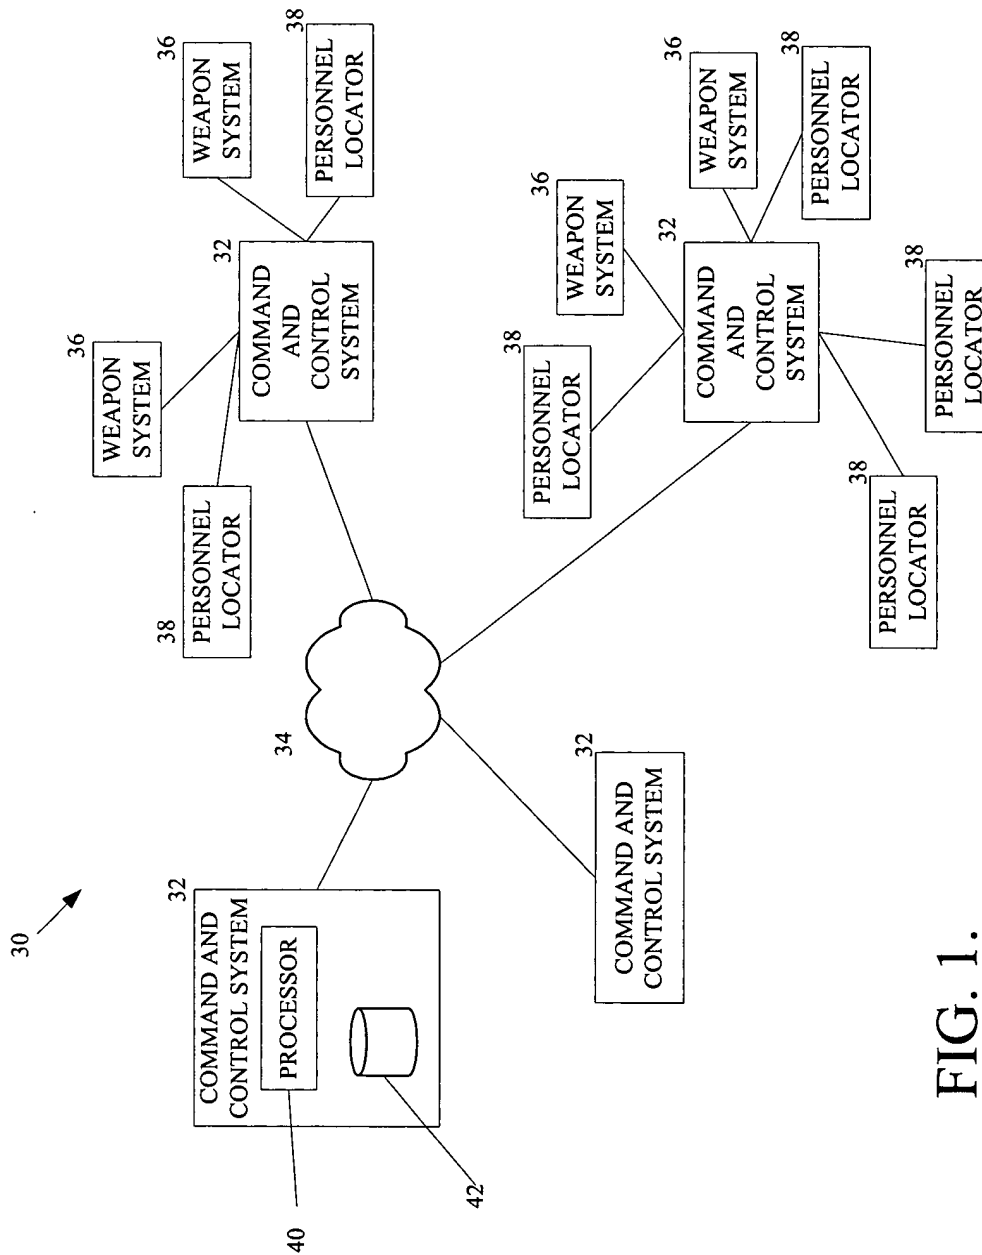 30
36
WEAPON
SYSTEM
36
WEAPON
SYSTEM
38
PERSONNEL
LOCATOR
38
PERSONNEL
LOCATOR
32
COMMAND AND
CONTROL SYSTEM
PROCESSOR
40
42
34
32
COMMAND
AND
CONTROL
SYSTEM
38
PERSONNEL
LOCATOR
36
WEAPON
SYSTEM
36
WEAPON
SYSTEM
32
COMMAND AND
CONTROL SYSTEM
32
COMMAND
AND
CONTROL
SYSTEM
38
PERSONNEL
LOCATOR
38
PERSONNEL
LOCATOR
38
PERSONNEL
LOCATOR
FIG. 1.